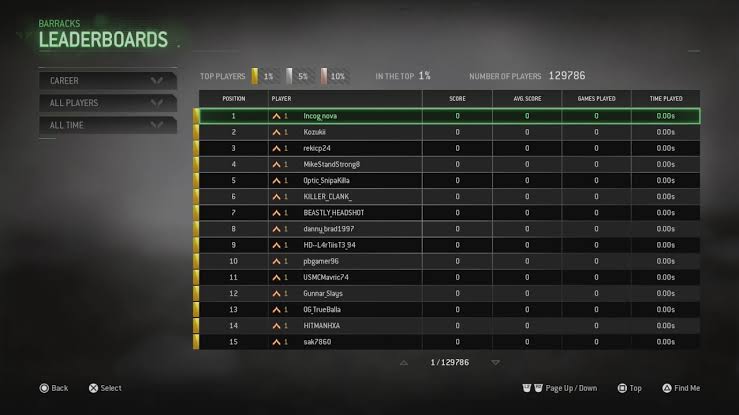 BARRACKS
LEADERBOARDS
CAREER
ALL PLAYERS
ALL TIME
TOP PLAYERS 1% 5% 10% IN THE TOP 1% NUMBER OF PLAYERS 129786
POSITION PLAYER SCORE AVG. SCORE GAMES PLAYED TIME PLAYED
1 1 Incog_nova 0 0 0 0.00s
2 1 Kozukii 0 0 0 0.00s
3 1 rekicp24 0 0 0 0.00s
4 1 MikeStandStrong8 0 0 0 0.00s
5 1 Optic_SnipaKilla 0 0 0 0.00s
6 1 KILLER_CLANK_ 0 0 0 0.00s
7 1 BEASTLY_HEADSHOT 0 0 0 0.00s
8 1 danny_brad1997 0 0 0 0.00s
9 1 HD--L4rTiisT3_94 0 0 0 0.00s
10 1 pbgamer96 0 0 0 0.00s
11 1 USMCMavric74 0 0 0 0.00s
12 1 Gunnar_Slays 0 0 0 0.00s
13 1 OG_TrueBalla 0 0 0 0.00s
14 1 HITMANHXA 0 0 0 0.00s
15 1 sak7860 0 0 0 0.00s
1 / 129786
Back Select Page Up / Down Top Find Me